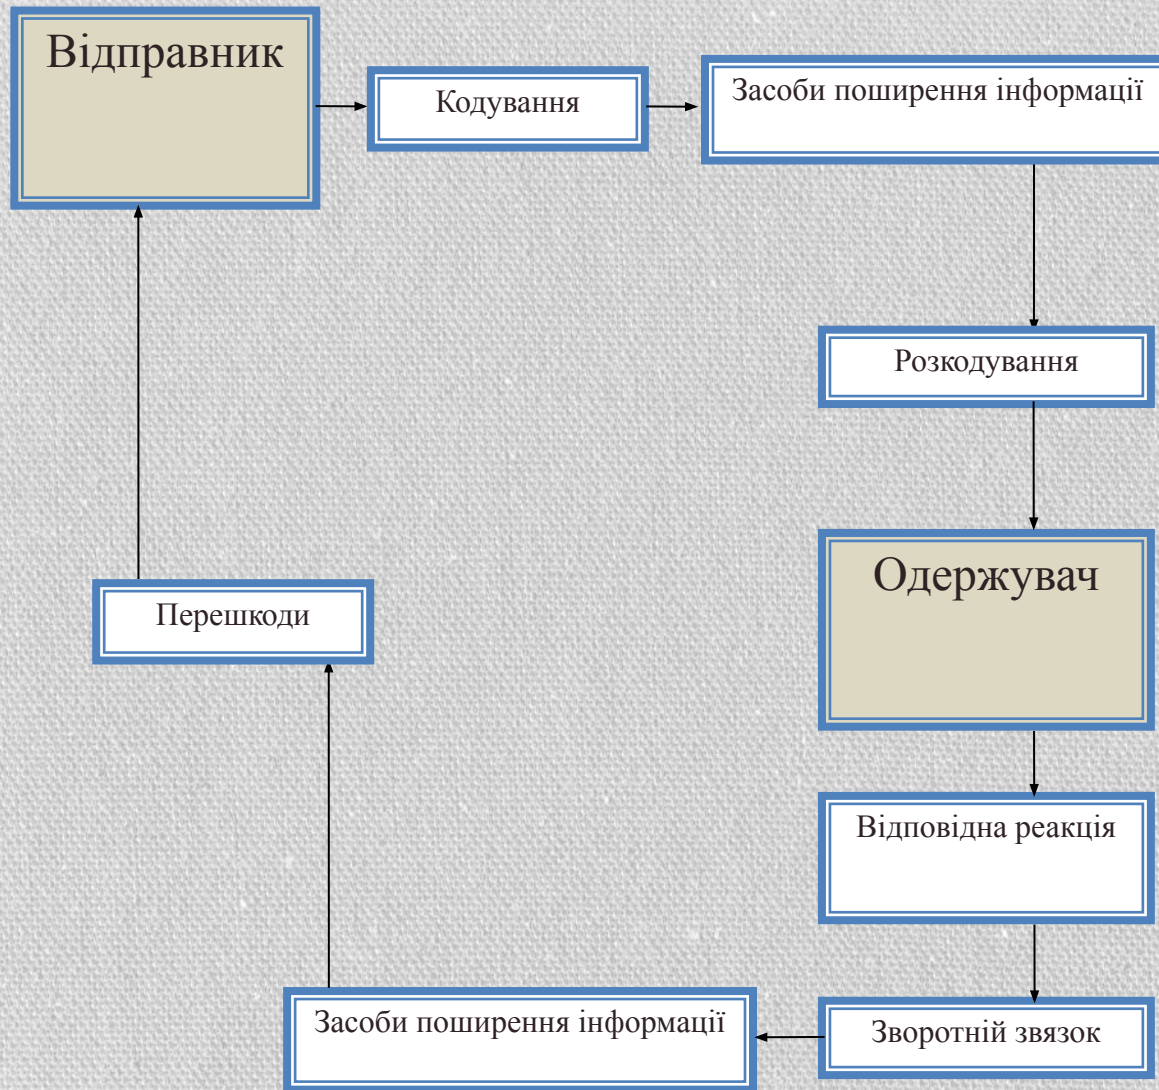 Відправник
Кодування
Засоби поширення інформації
Розкодування
Одержувач
Перешкоди
Відповідна реакція
Засоби поширення інформації
Зворотній звязок